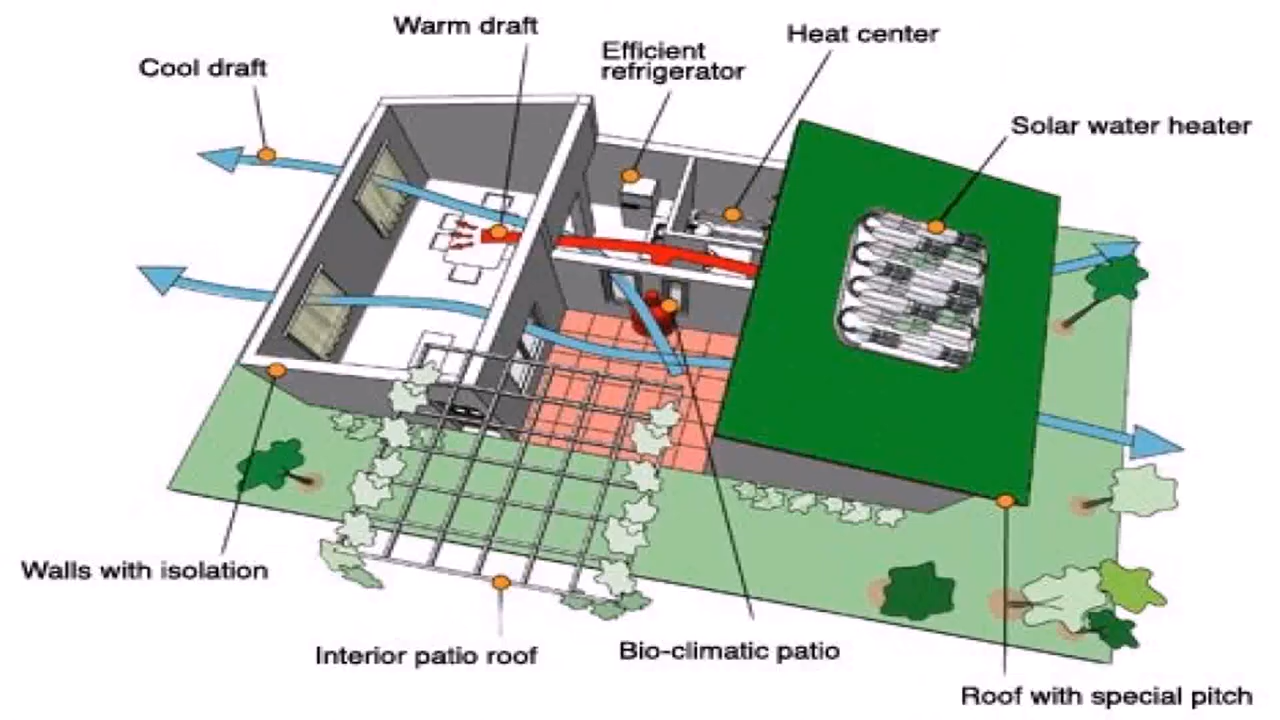 Warm draft
Cool draft
Efficient
refrigerator
Heat center
Solar water heater
Walls with isolation
Interior patio roof
Bio-climatic patio
Roof with special pitch